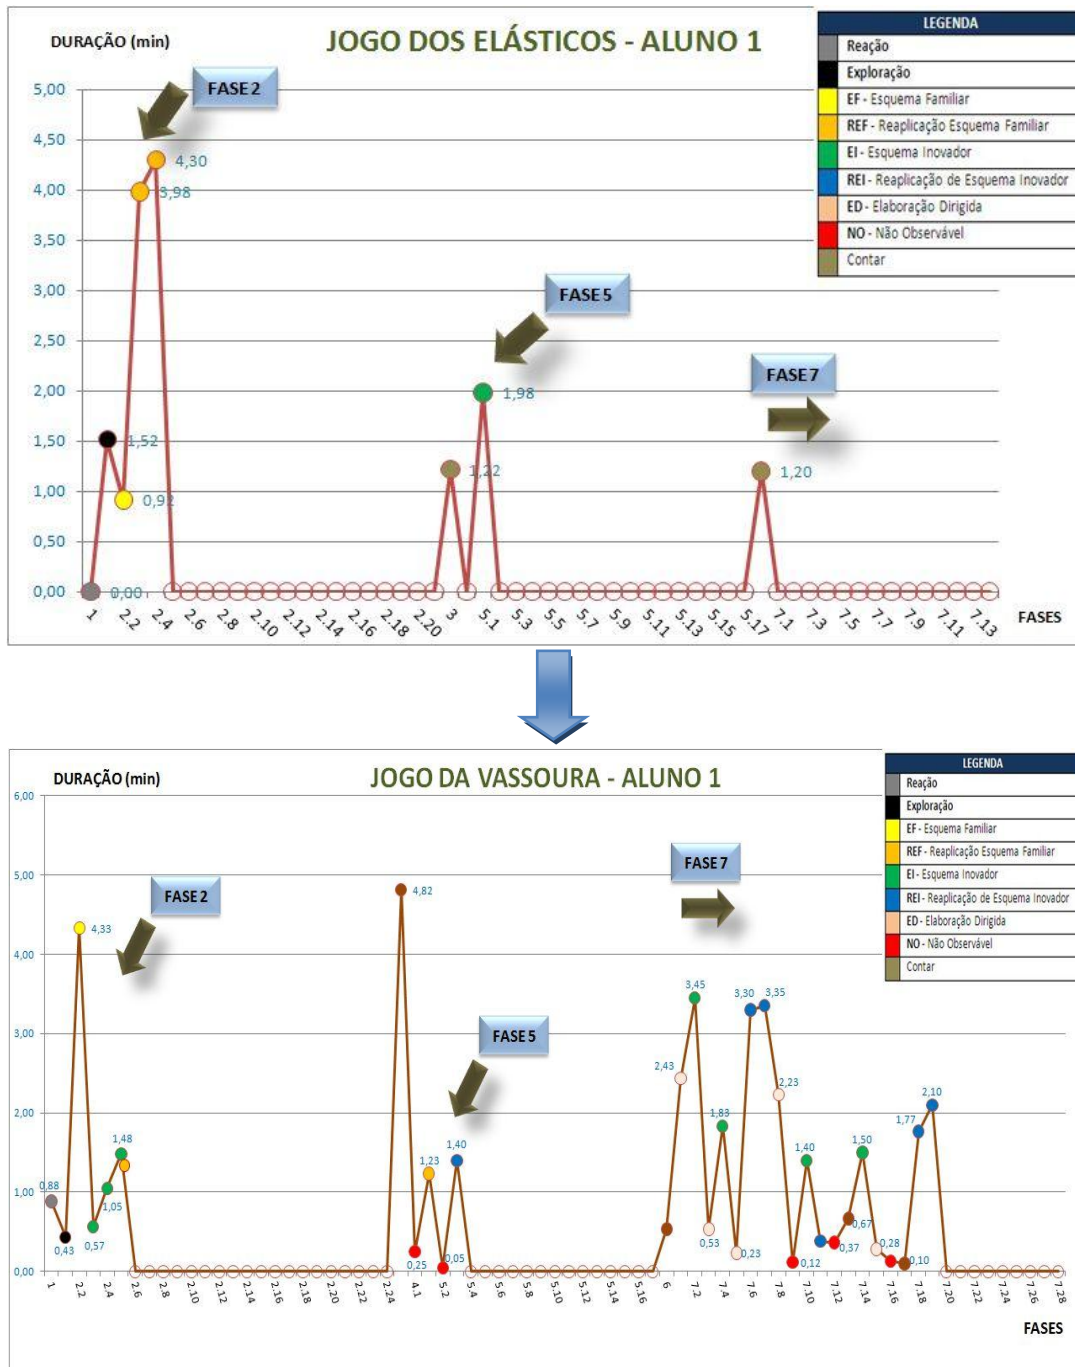 DURAÇÃO (min)
JOGO DOS ELÁSTICOS - ALUNO 1
LEGENDA
Reação
Exploração
EF - Esquema Familiar
REF - Reaplicação Esquema Familiar
EI - Esquema Inovador
REI - Reaplicação de Esquema Inovador
ED - Elaboração Dirigida
NO - Não Observável
Contar
FASE 2
FASE 5
FASE 7
5,00
4,50
4,00
3,50
3,00
2,50
2,00
1,50
1,00
0,50
0,00
0,00
1,52
0,92
3,98
4,30
1,22
1,98
1,20
1 2.2 2.4 2.6 2.8 2.10 2.12 2.14 2.16 2.18 2.20 3 5.1 5.3 5.5 5.7 5.9 5.11 5.13 5.15 5.17 7.1 7.3 7.5 7.7 7.9 7.11 7.13
FASES
DURAÇÃO (min)
JOGO DA VASSOURA - ALUNO 1
LEGENDA
Reação
Exploração
EF - Esquema Familiar
REF - Reaplicação Esquema Familiar
EI - Esquema Inovador
REI - Reaplicação de Esquema Inovador
ED - Elaboração Dirigida
NO - Não Observável
Contar
FASE 2
FASE 5
FASE 7
6,00
5,00
4,00
3,00
2,00
1,00
0,00
0,88
0,43
4,33
0,57
1,05
1,48
4,82
0,25
1,23
0,05
1,40
2,43
3,45
0,53
1,83
0,23
3,30
3,35
2,23
0,12
1,40
0,37
0,67
1,50
0,28
0,10
1,77
2,10
1 2.2 2.4 2.6 2.8 2.10 2.12 2.14 2.16 2.18 2.20 2.22 2.24 4.1 5.2 5.4 5.6 5.8 5.10 5.12 5.14 5.16 6 7.2 7.4 7.6 7.8 7.10 7.12 7.14 7.16 7.18 7.20 7.22 7.24 7.26 7.28
FASES